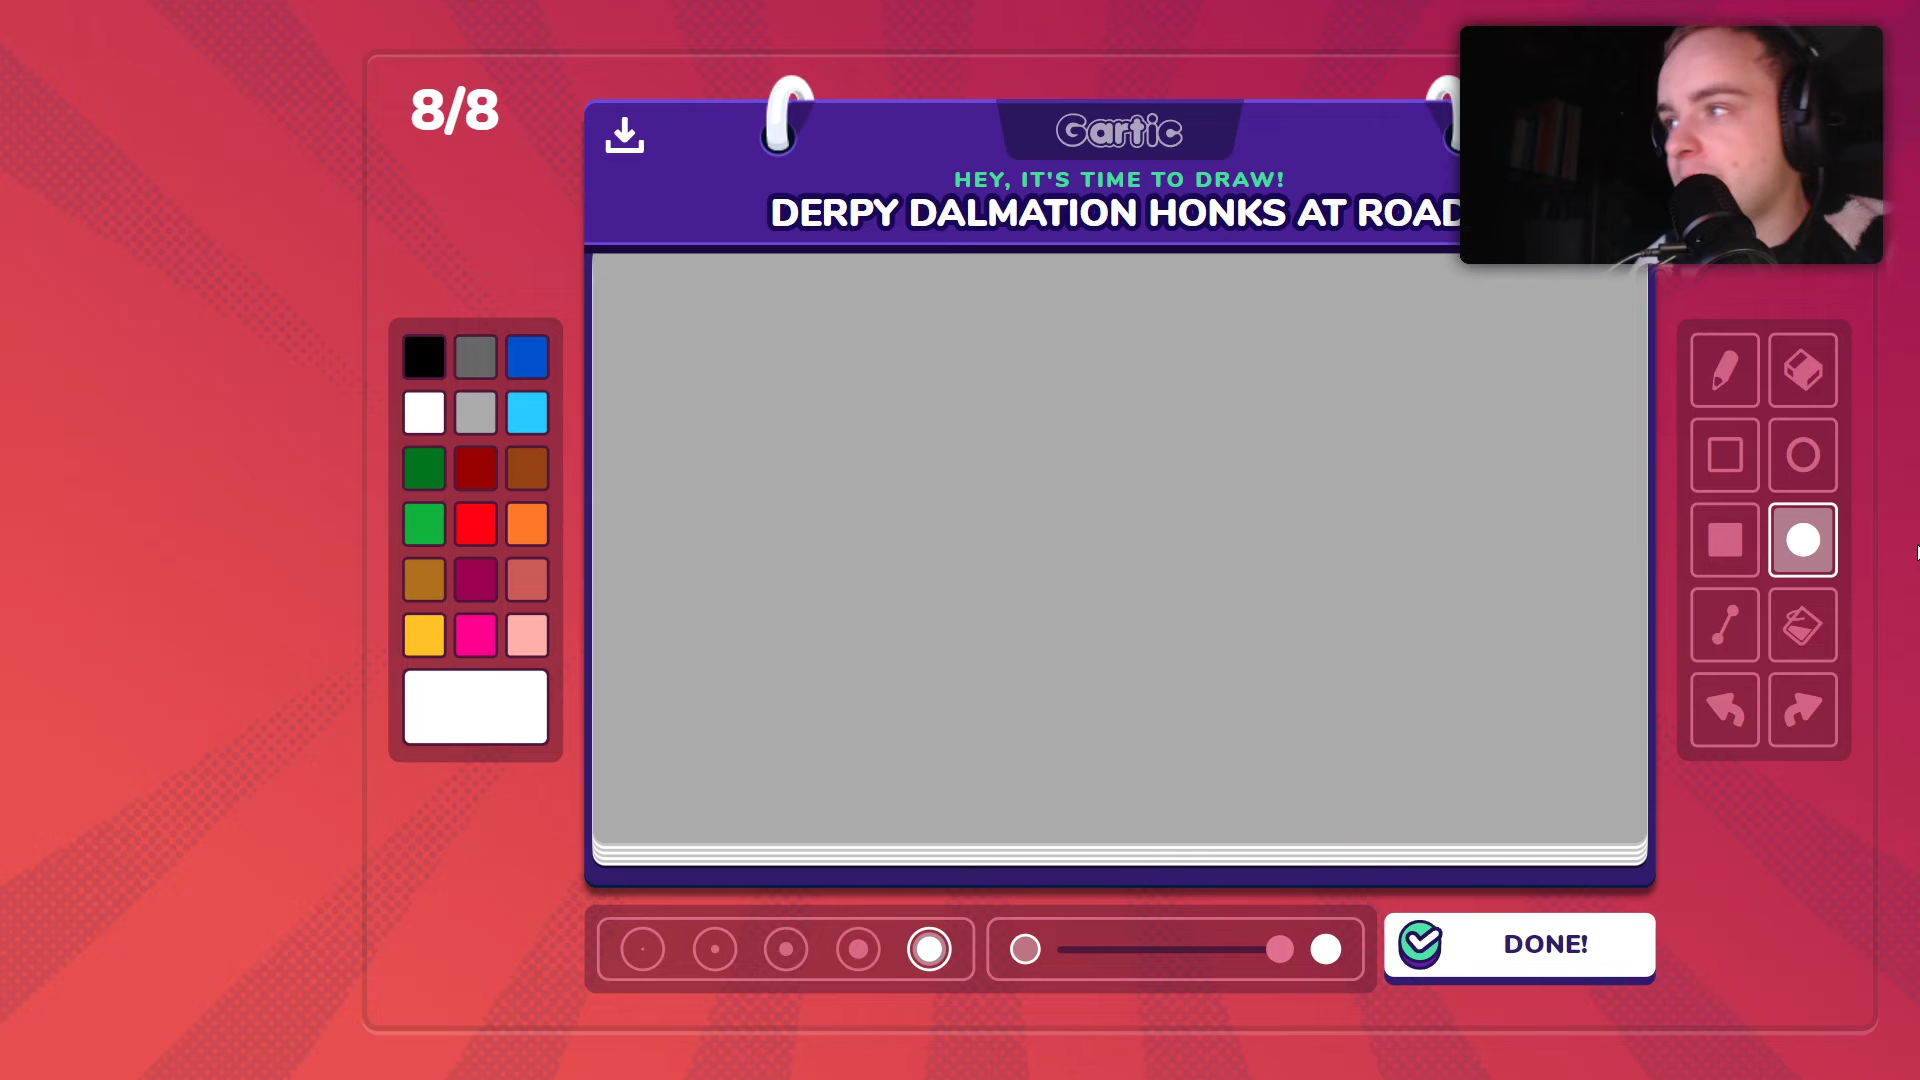 8/8
Gartic
HEY, IT'S TIME TO DRAW!
DERPY DALMATION HONKS AT ROAD
DONE!